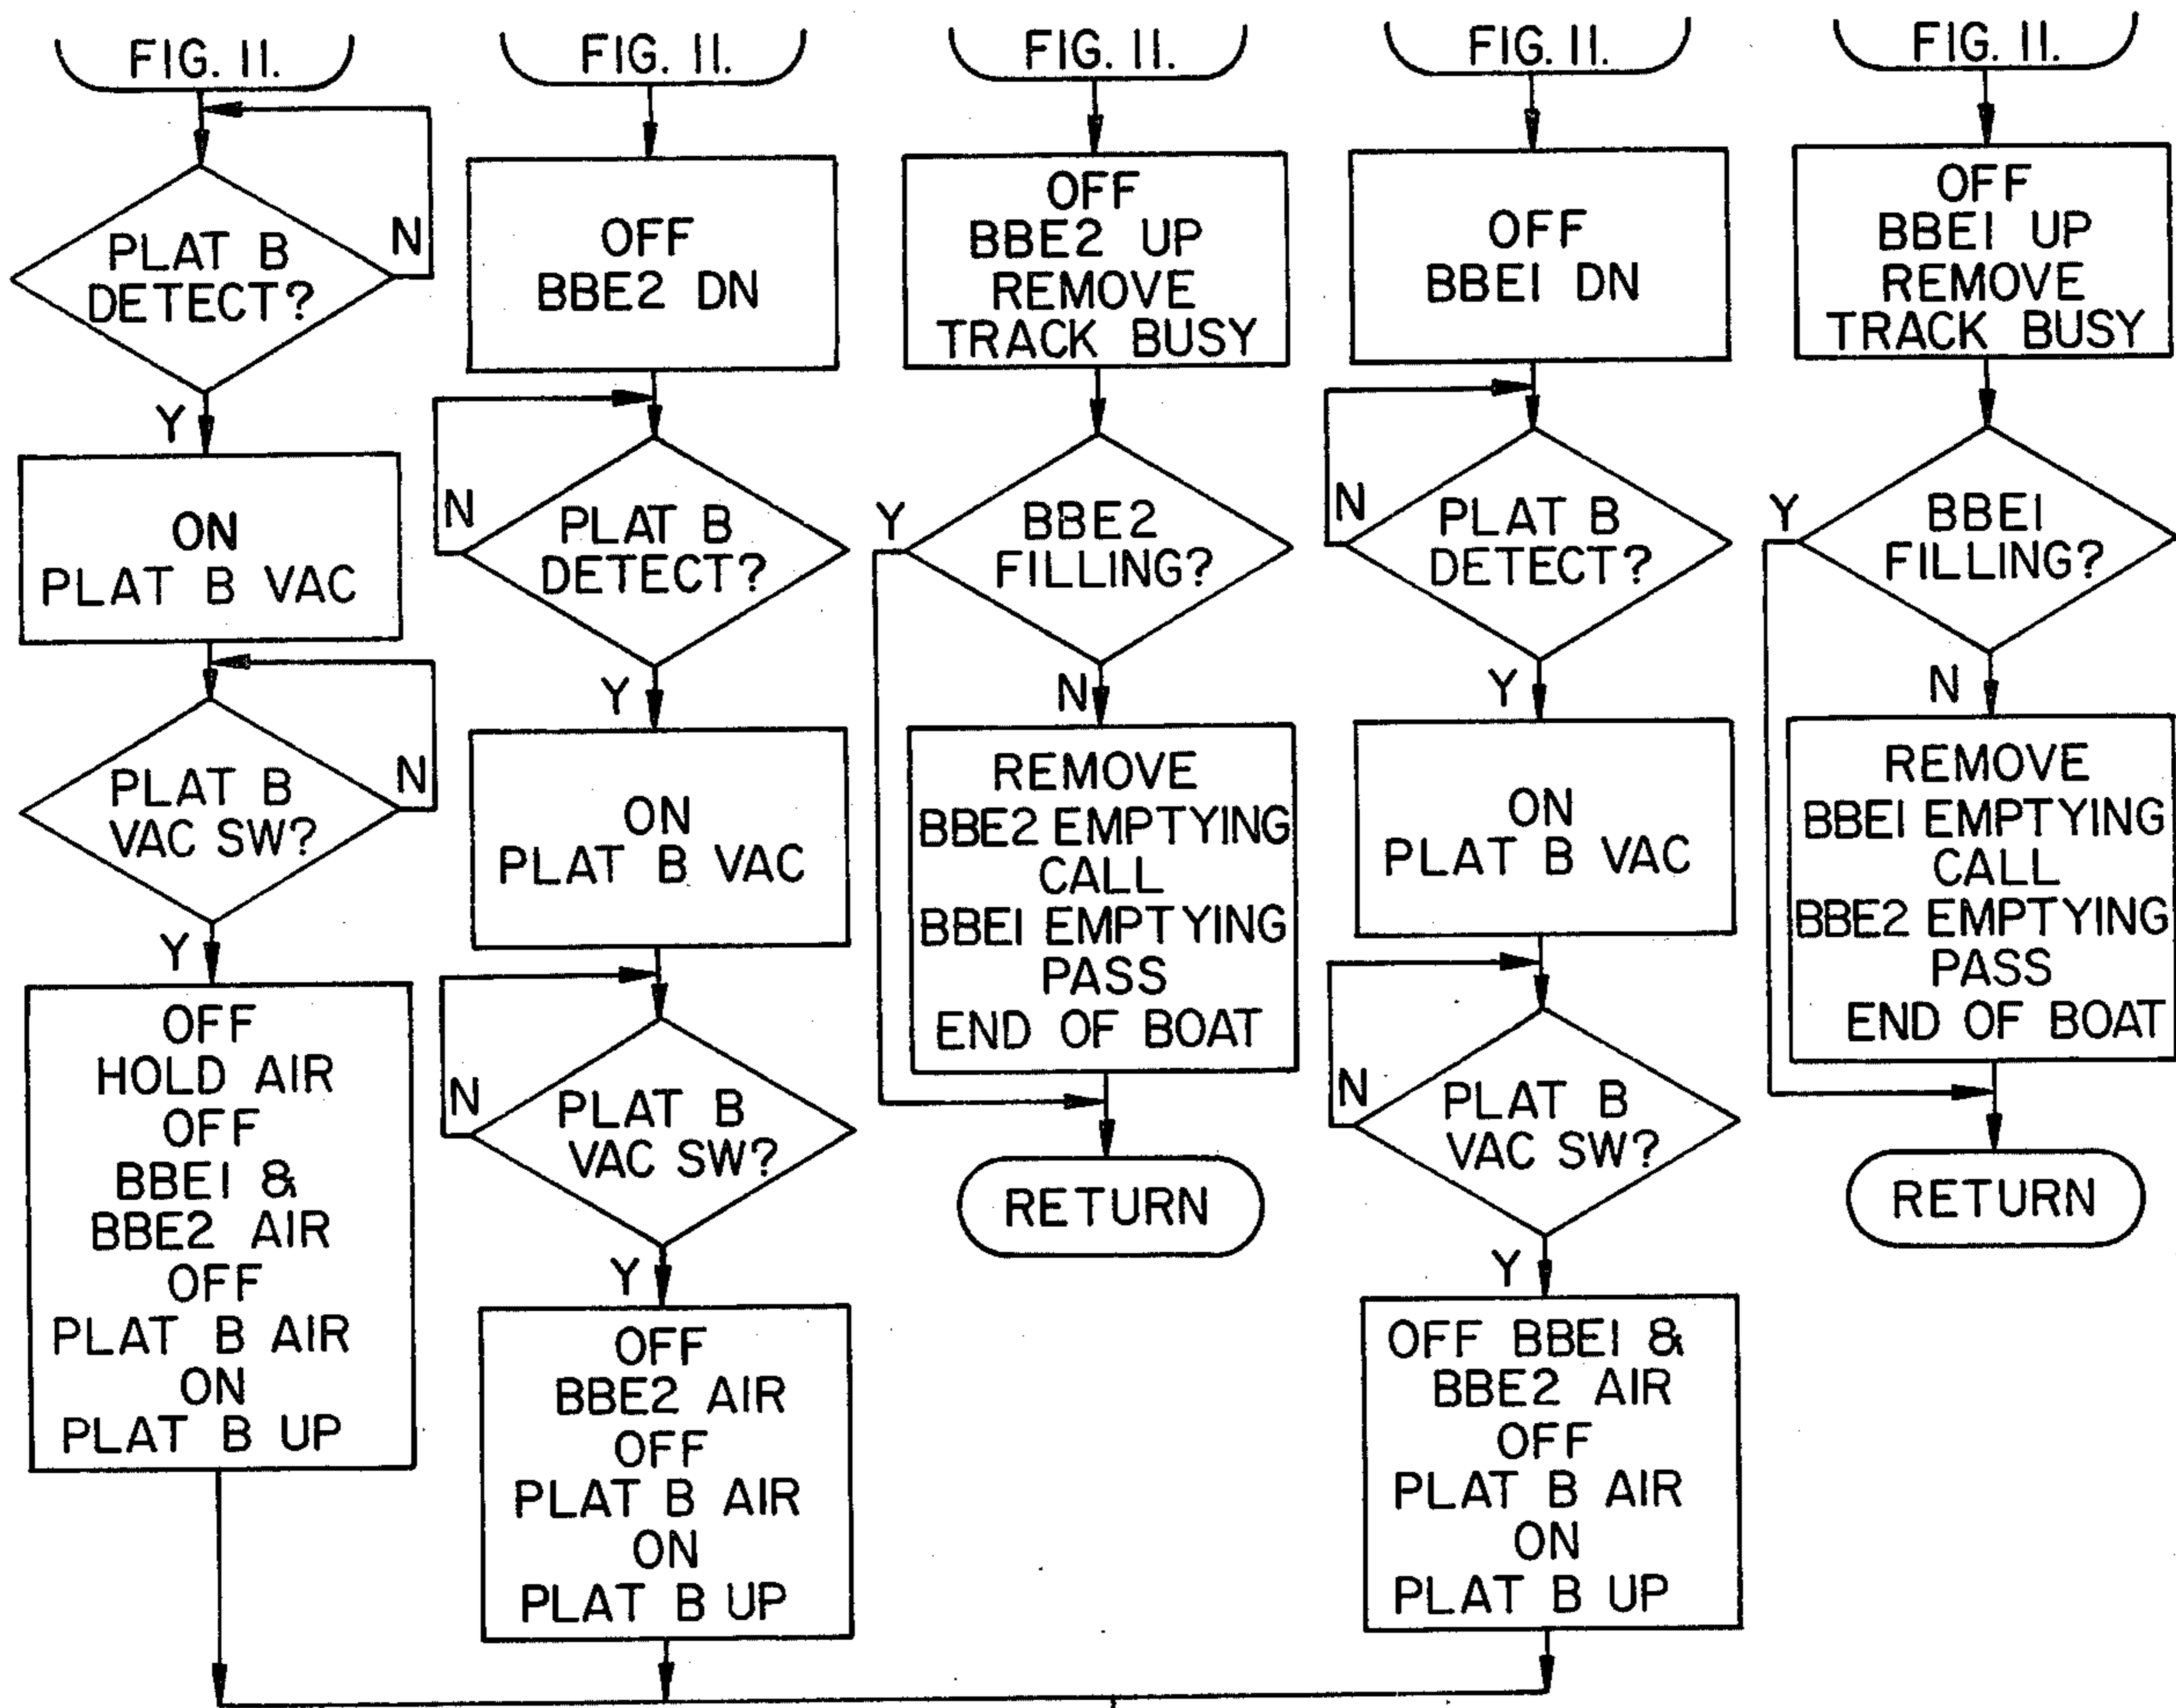 FIG. 11.
N
PLAT B
DETECT?
Y
ON
PLAT B VAC
N
PLAT B
VAC SW?
Y
OFF
HOLD AIR
OFF
BBE1 &
BBE2 AIR
OFF
PLAT B AIR
ON
PLAT B UP
FIG. 11.
OFF
BBE2 DN
N
PLAT B
DETECT?
Y
ON
PLAT B VAC
N
PLAT B
VAC SW?
Y
OFF
BBE2 AIR
OFF
PLAT B AIR
ON
PLAT B UP
FIG. 11.
OFF
BBE2 UP
REMOVE
TRACK BUSY
Y
BBE2
FILLING?
N
REMOVE
BBE2 EMPTYING
CALL
BBE1 EMPTYING
PASS
END OF BOAT
RETURN
FIG. 11.
OFF
BBE1 DN
N
PLAT B
DETECT?
Y
ON
PLAT B VAC
N
PLAT B
VAC SW?
Y
OFF BBE1 &
BBE2 AIR
OFF
PLAT B AIR
ON
PLAT B UP
FIG. 11.
OFF
BBE1 UP
REMOVE
TRACK BUSY
Y
BBE1
FILLING?
N
REMOVE
BBE1 EMPTYING
CALL
BBE2 EMPTYING
PASS
END OF BOAT
RETURN